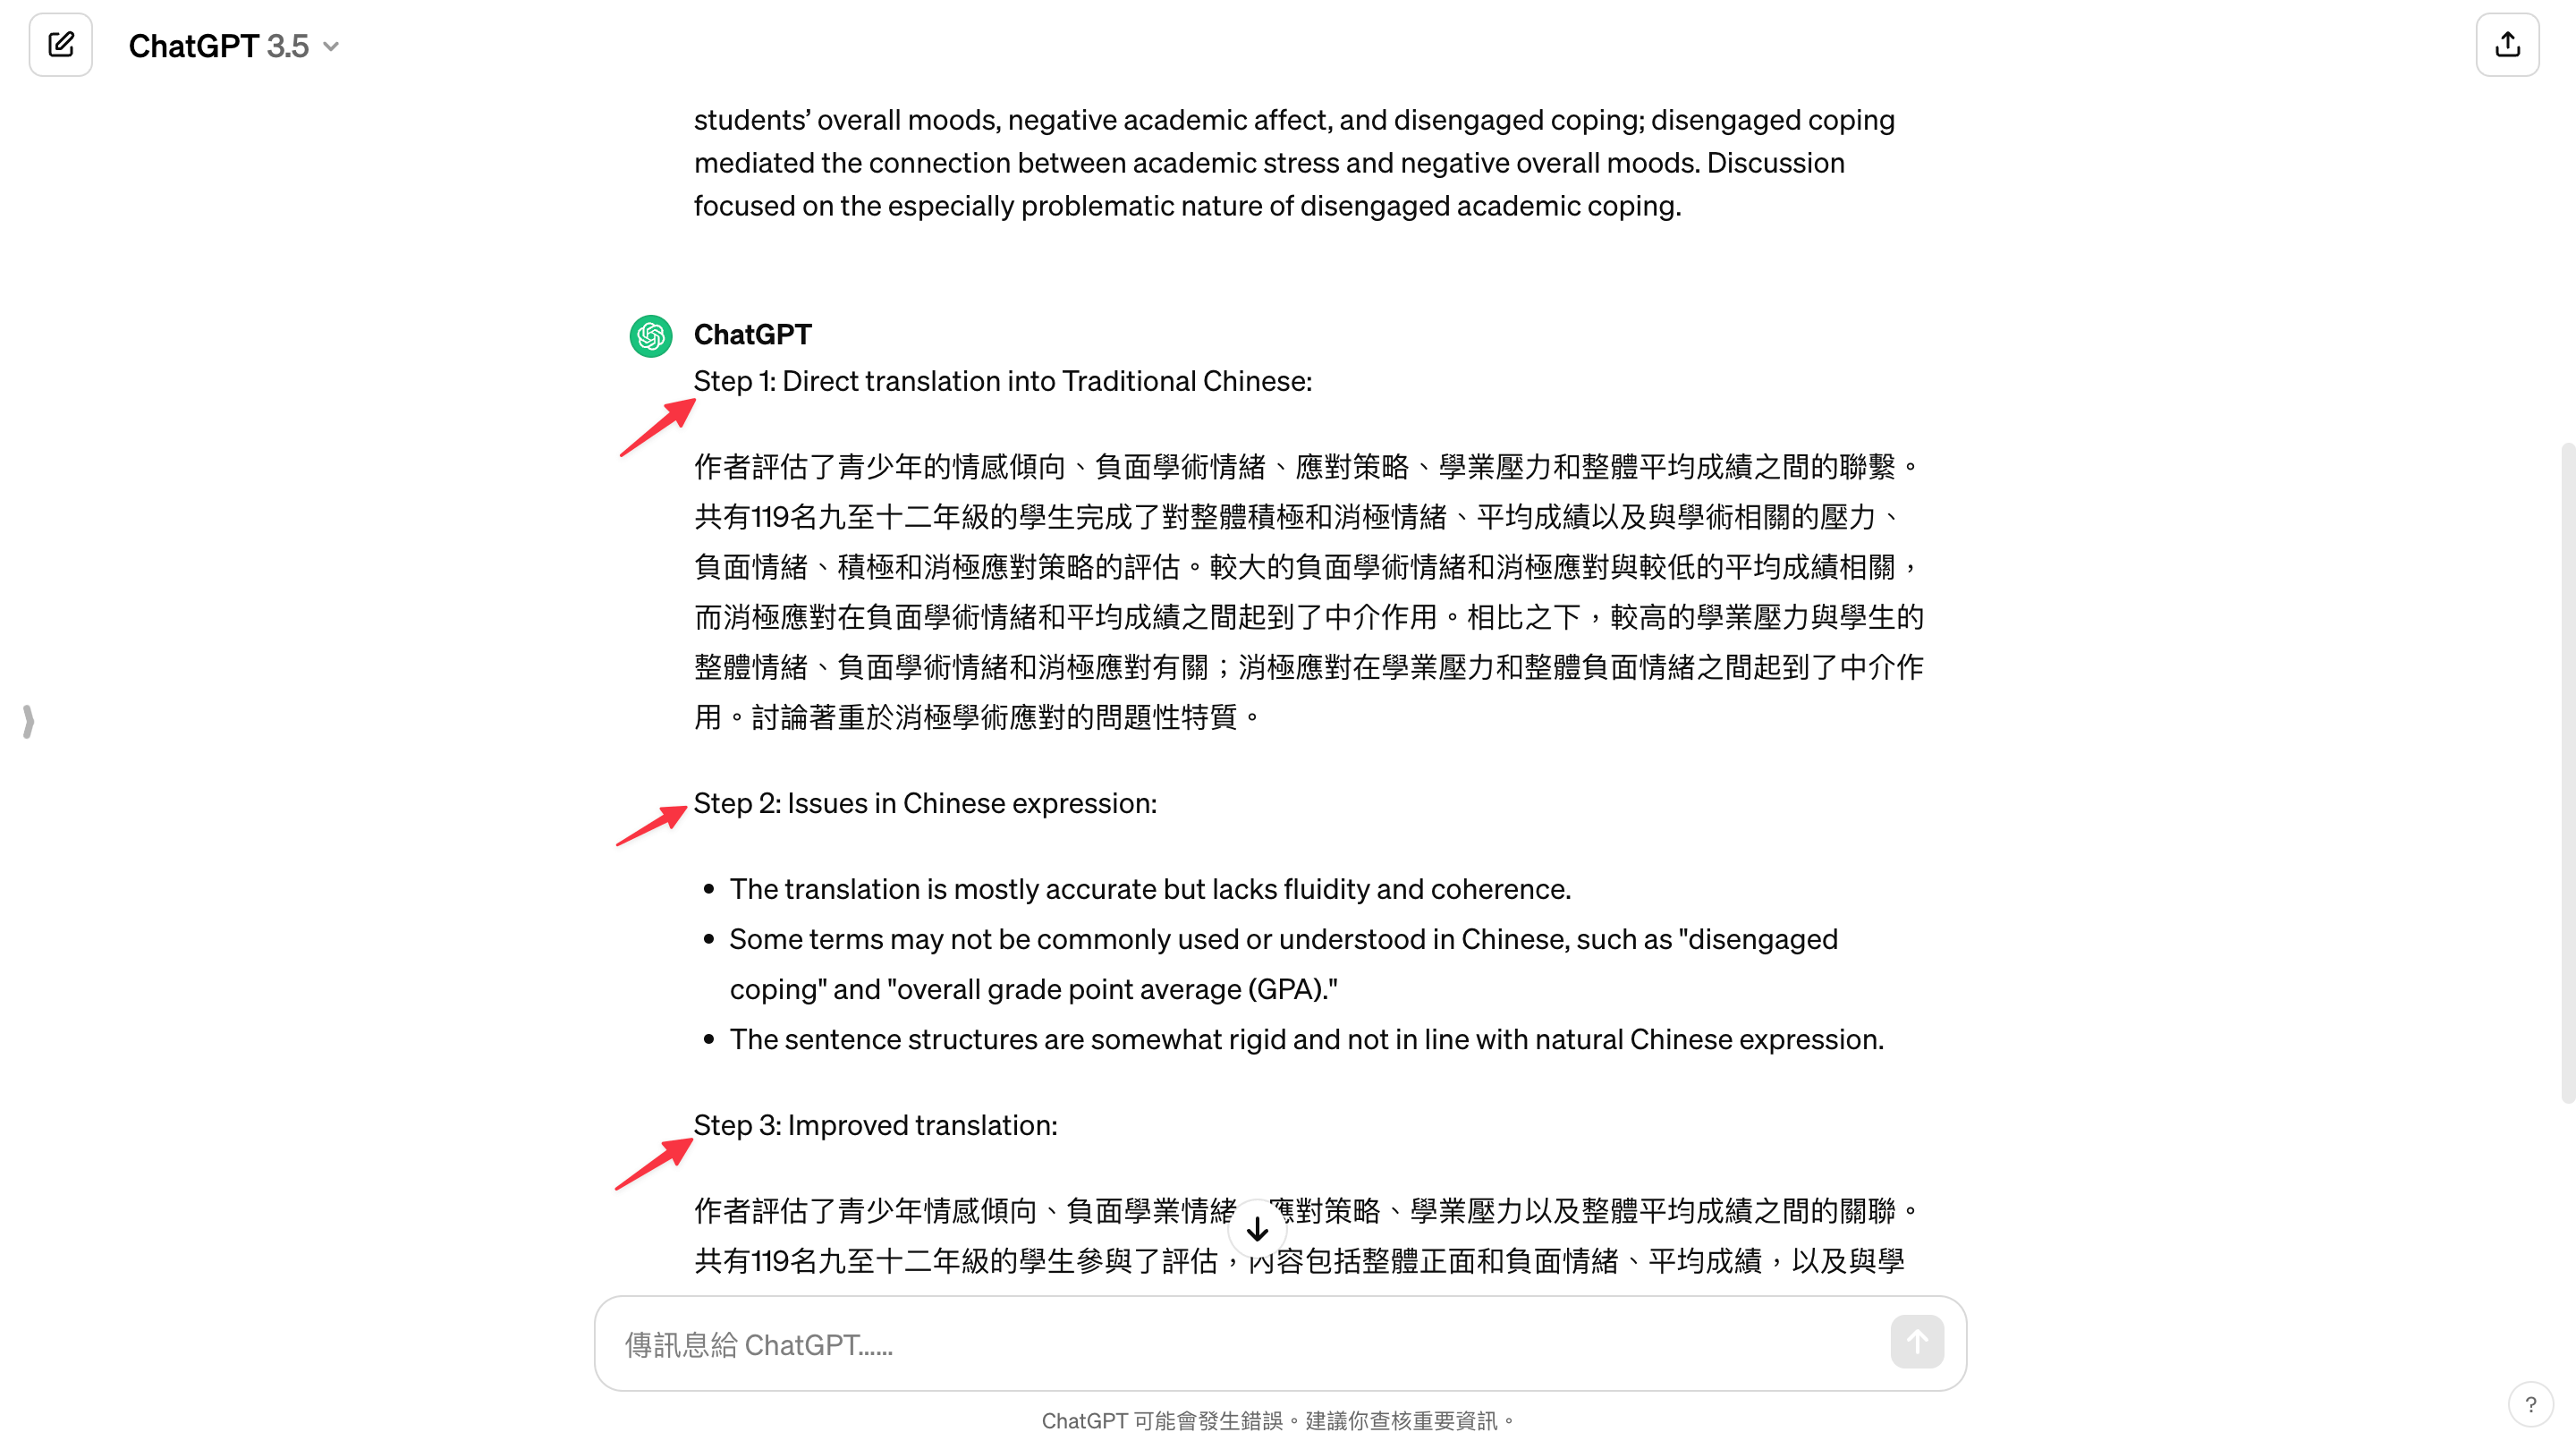 ChatGPT 3.5
students’ overall moods, negative academic affect, and disengaged coping; disengaged coping
mediated the connection between academic stress and negative overall moods. Discussion
focused on the especially problematic nature of disengaged academic coping.
ChatGPT
Step 1: Direct translation into Traditional Chinese:
作者評估了青少年的情感傾向、負面學術情緒、應對策略、學業壓力和整體平均成績之間的聯繫。
共有119名九至十二年級的學生完成了對整體積極和消極情緒、平均成績以及與學術相關的壓力、
負面情緒、積極和消極應對策略的評估。較大的負面學術情緒和消極應對與較低的平均成績相關，
而消極應對在負面學術情緒和平均成績之間起到了中介作用。相比之下，較高的學業壓力與學生的
整體情緒、負面學術情緒和消極應對有關；消極應對在學業壓力和整體負面情緒之間起到了中介作
用。討論著重於消極學術應對的問題性特質。
Step 2: Issues in Chinese expression:
• The translation is mostly accurate but lacks fluidity and coherence.
• Some terms may not be commonly used or understood in Chinese, such as "disengaged
coping" and "overall grade point average (GPA)."
• The sentence structures are somewhat rigid and not in line with natural Chinese expression.
Step 3: Improved translation:
作者評估了青少年情感傾向、負面學業情緒、應對策略、學業壓力以及整體平均成績之間的關聯。
共有119名九至十二年級的學生參與了評估，內容包括整體正面和負面情緒、平均成績，以及與學
傳訊息給 ChatGPT......
ChatGPT 可能會發生錯誤。建議你查核重要資訊。
?